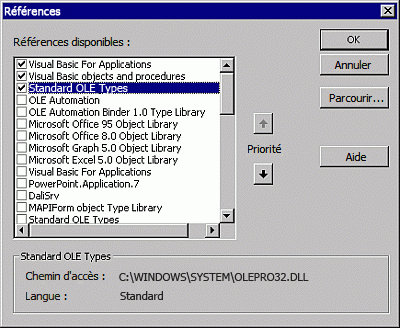 Références
Références disponibles :
Visual Basic For Applications
Visual Basic objects and procedures
Standard OLE Types
OLE Automation
OLE Automation Binder 1.0 Type Library
Microsoft Office 95 Object Library
Microsoft Office 8.0 Object Library
Microsoft Graph 5.0 Object Library
Microsoft Excel 5.0 Object Library
Visual Basic For Applications
PowerPoint.Application.7
DaliSrv
MAPIForm object Type Library
Standard OLE Types
Priorité
OK
Annuler
Parcourir...
Aide
Standard OLE Types
Chemin d'accès : C:\WINDOWS\SYSTEM\OLEPRO32.DLL
Langue : Standard